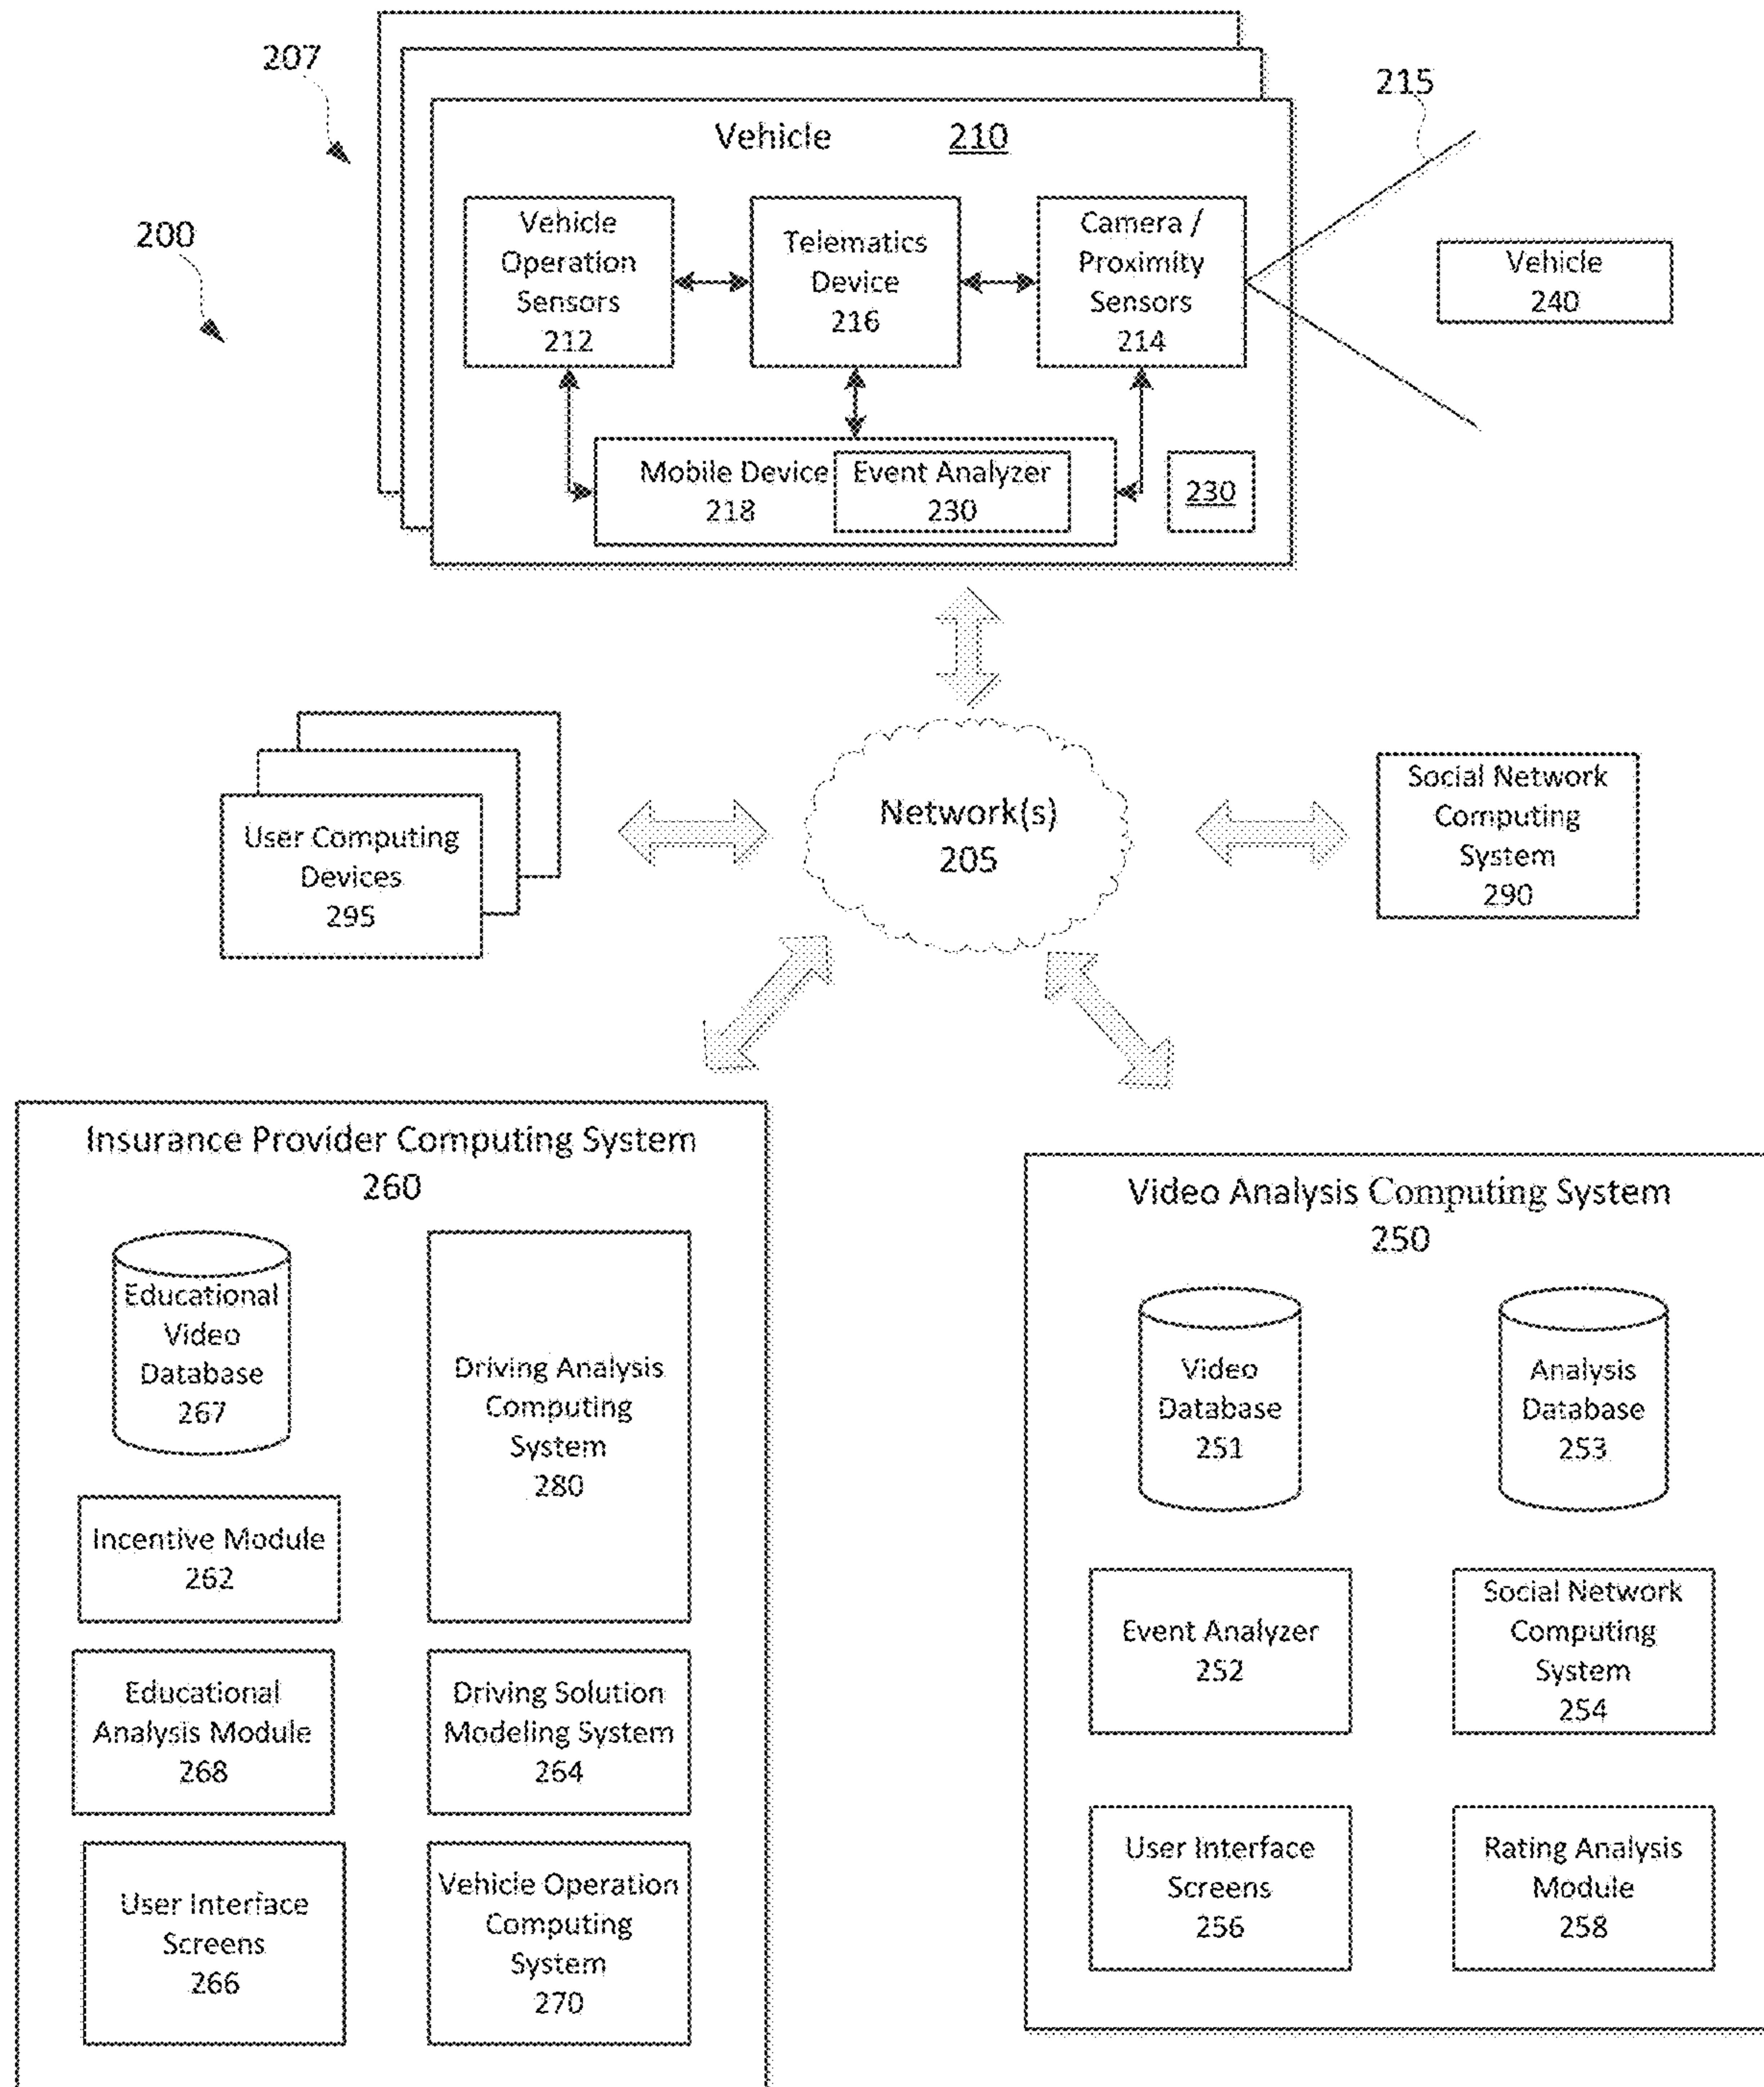 207
215
200
Vehicle 210
Vehicle
Operation
Sensors
212
Telematics
Device
216
Camera /
Proximity
Sensors
214
Vehicle
240
Mobile Device
218
Event Analyzer
230
230
User Computing
Devices
295
Network(s)
205
Social Network
Computing
System
290
Insurance Provider Computing System
260
Educational
Video
Database
267
Driving Analysis
Computing
System
280
Incentive Module
262
Educational
Analysis Module
268
Driving Solution
Modeling System
264
User Interface
Screens
266
Vehicle Operation
Computing
System
270
Video Analysis Computing System
250
Video
Database
251
Analysis
Database
253
Event Analyzer
252
Social Network
Computing
System
254
User Interface
Screens
256
Rating Analysis
Module
258